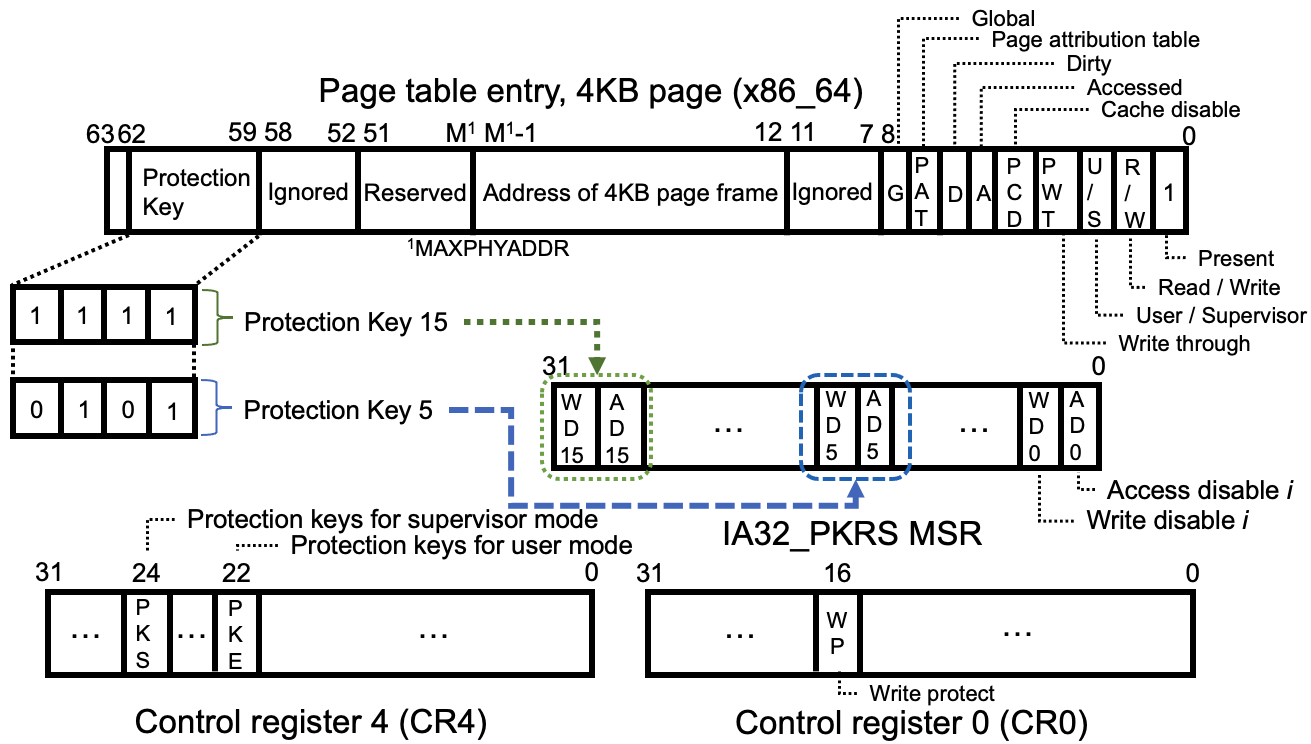 Global
Page attribution table
Dirty
Accessed
Cache disable
Page table entry, 4KB page (x86_64)
63 62 59 58 52 51 M¹ M¹-1 12 11 7 8 0
Protection Key
Ignored
Reserved
Address of 4KB page frame
Ignored
G
PAT
D
A
PCD
PWT
U/S
R/W
1
¹MAXPHYADDR
Present
Read / Write
User / Supervisor
Write through
1 1 1 1
Protection Key 15
0 1 0 1
Protection Key 5
31 0
WD15
AD15
...
WD5
AD5
...
WD0
AD0
Access disable i
Write disable i
IA32_PKRS MSR
Protection keys for supervisor mode
Protection keys for user mode
31 24 22 0
...
PKS
...
PKE
...
Control register 4 (CR4)
31 16 0
...
WP
...
Write protect
Control register 0 (CR0)